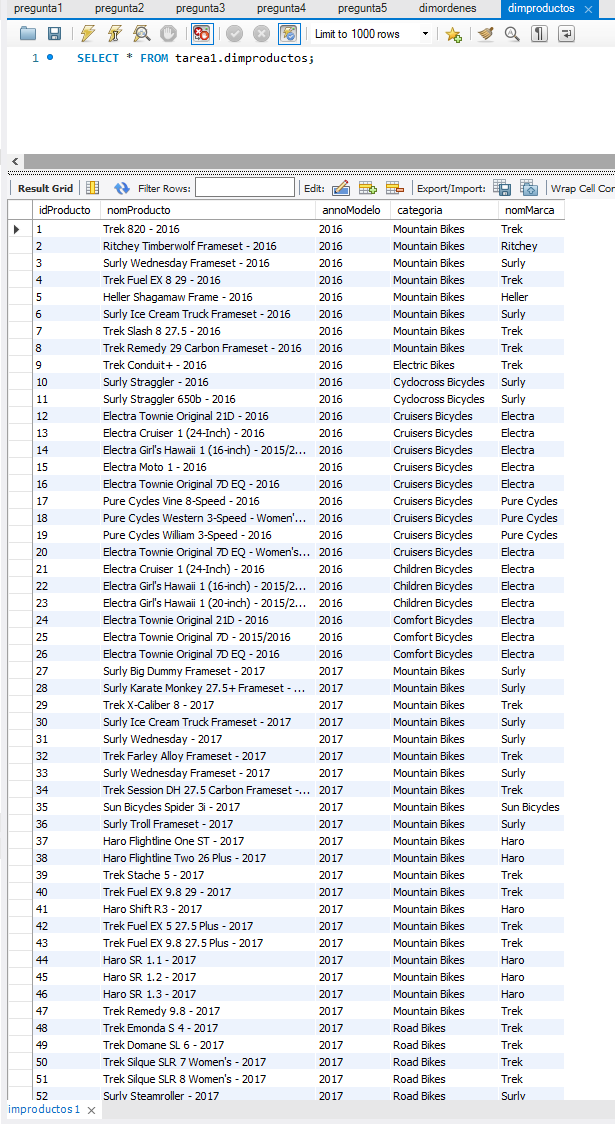 pregunta1 pregunta2 pregunta3 pregunta4 pregunta5 dimordenes dimproductos
Limit to 1000 rows
1 SELECT * FROM tarea1.dimproductos;
Result Grid Filter Rows: Edit: Export/Import: Wrap Cell Con
idProducto nomProducto annoModelo categoria nomMarca
1 Trek 820 - 2016 2016 Mountain Bikes Trek
2 Ritchey Timberwolf Frameset - 2016 2016 Mountain Bikes Ritchey
3 Surly Wednesday Frameset - 2016 2016 Mountain Bikes Surly
4 Trek Fuel EX 8 29 - 2016 2016 Mountain Bikes Trek
5 Heller Shagamaw Frame - 2016 2016 Mountain Bikes Heller
6 Surly Ice Cream Truck Frameset - 2016 2016 Mountain Bikes Surly
7 Trek Slash 8 27.5 - 2016 2016 Mountain Bikes Trek
8 Trek Remedy 29 Carbon Frameset - 2016 2016 Mountain Bikes Trek
9 Trek Conduit+ - 2016 2016 Electric Bikes Trek
10 Surly Straggler - 2016 2016 Cyclocross Bicycles Surly
11 Surly Straggler 650b - 2016 2016 Cyclocross Bicycles Surly
12 Electra Townie Original 21D - 2016 2016 Cruisers Bicycles Electra
13 Electra Cruiser 1 (24-Inch) - 2016 2016 Cruisers Bicycles Electra
14 Electra Girl's Hawaii 1 (16-inch) - 2015/2... 2016 Cruisers Bicycles Electra
15 Electra Moto 1 - 2016 2016 Cruisers Bicycles Electra
16 Electra Townie Original 7D EQ - 2016 2016 Cruisers Bicycles Electra
17 Pure Cycles Vine 8-Speed - 2016 2016 Cruisers Bicycles Pure Cycles
18 Pure Cycles Western 3-Speed - Women'... 2016 Cruisers Bicycles Pure Cycles
19 Pure Cycles William 3-Speed - 2016 2016 Cruisers Bicycles Pure Cycles
20 Electra Townie Original 7D EQ - Women's... 2016 Cruisers Bicycles Electra
21 Electra Cruiser 1 (24-Inch) - 2016 2016 Children Bicycles Electra
22 Electra Girl's Hawaii 1 (16-inch) - 2015/2... 2016 Children Bicycles Electra
23 Electra Girl's Hawaii 1 (20-inch) - 2015/2... 2016 Children Bicycles Electra
24 Electra Townie Original 21D - 2016 2016 Comfort Bicycles Electra
25 Electra Townie Original 7D - 2015/2016 2016 Comfort Bicycles Electra
26 Electra Townie Original 7D EQ - 2016 2016 Comfort Bicycles Electra
27 Surly Big Dummy Frameset - 2017 2017 Mountain Bikes Surly
28 Surly Karate Monkey 27.5+ Frameset - ... 2017 Mountain Bikes Surly
29 Trek X-Caliber 8 - 2017 2017 Mountain Bikes Trek
30 Surly Ice Cream Truck Frameset - 2017 2017 Mountain Bikes Surly
31 Surly Wednesday - 2017 2017 Mountain Bikes Surly
32 Trek Farley Alloy Frameset - 2017 2017 Mountain Bikes Trek
33 Surly Wednesday Frameset - 2017 2017 Mountain Bikes Surly
34 Trek Session DH 27.5 Carbon Frameset -... 2017 Mountain Bikes Trek
35 Sun Bicycles Spider 3i - 2017 2017 Mountain Bikes Sun Bicycles
36 Surly Troll Frameset - 2017 2017 Mountain Bikes Surly
37 Haro Flightline One ST - 2017 2017 Mountain Bikes Haro
38 Haro Flightline Two 26 Plus - 2017 2017 Mountain Bikes Haro
39 Trek Stache 5 - 2017 2017 Mountain Bikes Trek
40 Trek Fuel EX 9.8 29 - 2017 2017 Mountain Bikes Trek
41 Haro Shift R3 - 2017 2017 Mountain Bikes Haro
42 Trek Fuel EX 5 27.5 Plus - 2017 2017 Mountain Bikes Trek
43 Trek Fuel EX 9.8 27.5 Plus - 2017 2017 Mountain Bikes Trek
44 Haro SR 1.1 - 2017 2017 Mountain Bikes Haro
45 Haro SR 1.2 - 2017 2017 Mountain Bikes Haro
46 Haro SR 1.3 - 2017 2017 Mountain Bikes Haro
47 Trek Remedy 9.8 - 2017 2017 Mountain Bikes Trek
48 Trek Emonda S 4 - 2017 2017 Road Bikes Trek
49 Trek Domane SL 6 - 2017 2017 Road Bikes Trek
50 Trek Silque SLR 7 Women's - 2017 2017 Road Bikes Trek
51 Trek Silque SLR 8 Women's - 2017 2017 Road Bikes Trek
52 Surly Steamroller - 2017 2017 Road Bikes Surly
improductos 1